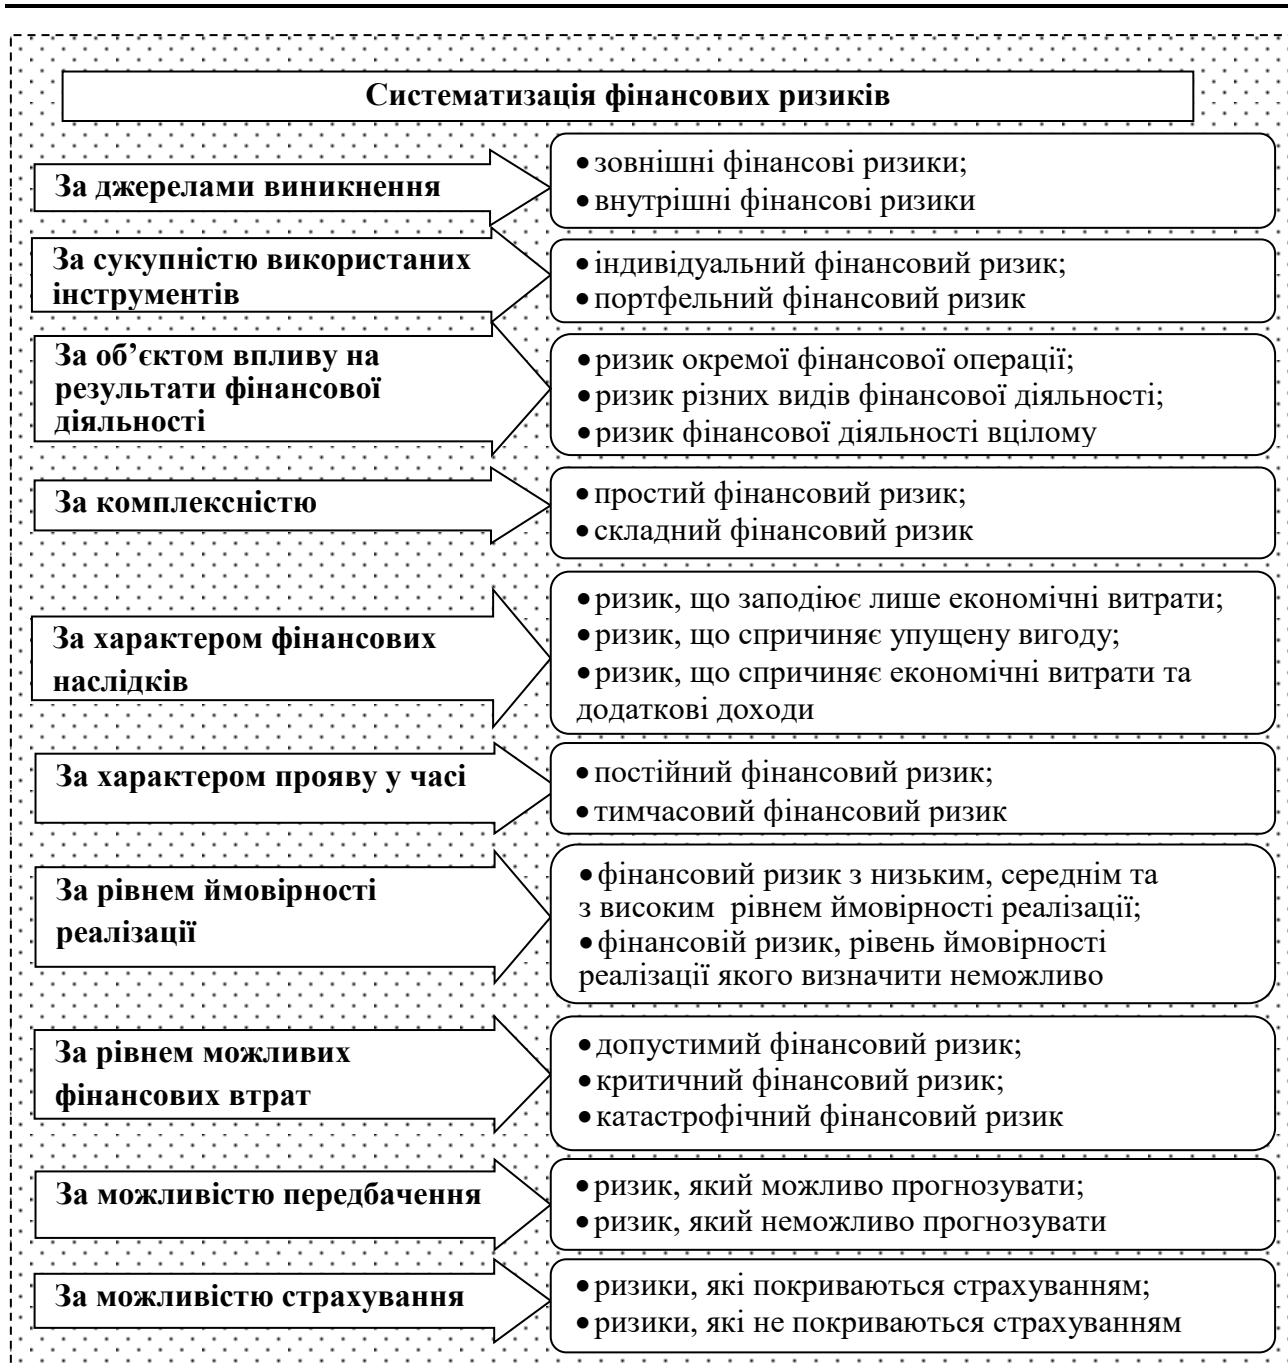 Систематизація фінансових ризиків
За джерелами виникнення
• зовнішні фінансові ризики;
• внутрішні фінансові ризики
За сукупністю використаних
інструментів
• індивідуальний фінансовий ризик;
• портфельний фінансовий ризик
За об’єктом впливу на
результати фінансової
діяльності
• ризик окремої фінансової операції;
• ризик різних видів фінансової діяльності;
• ризик фінансової діяльності вцілому
За комплексністю
• простий фінансовий ризик;
• складний фінансовий ризик
За характером фінансових
наслідків
• ризик, що заподіює лише економічні витрати;
• ризик, що спричиняє упущену вигоду;
• ризик, що спричиняє економічні витрати та
додаткові доходи
За характером прояву у часі
• постійний фінансовий ризик;
• тимчасовий фінансовий ризик
За рівнем ймовірності
реалізації
• фінансовий ризик з низьким, середнім та
з високим рівнем ймовірності реалізації;
• фінансовій ризик, рівень ймовірності
реалізації якого визначити неможливо
За рівнем можливих
фінансових втрат
• допустимий фінансовий ризик;
• критичний фінансовий ризик;
• катастрофічний фінансовий ризик
За можливістю передбачення
• ризик, який можливо прогнозувати;
• ризик, який неможливо прогнозувати
За можливістю страхування
• ризики, які покриваються страхуванням;
• ризики, які не покриваються страхуванням